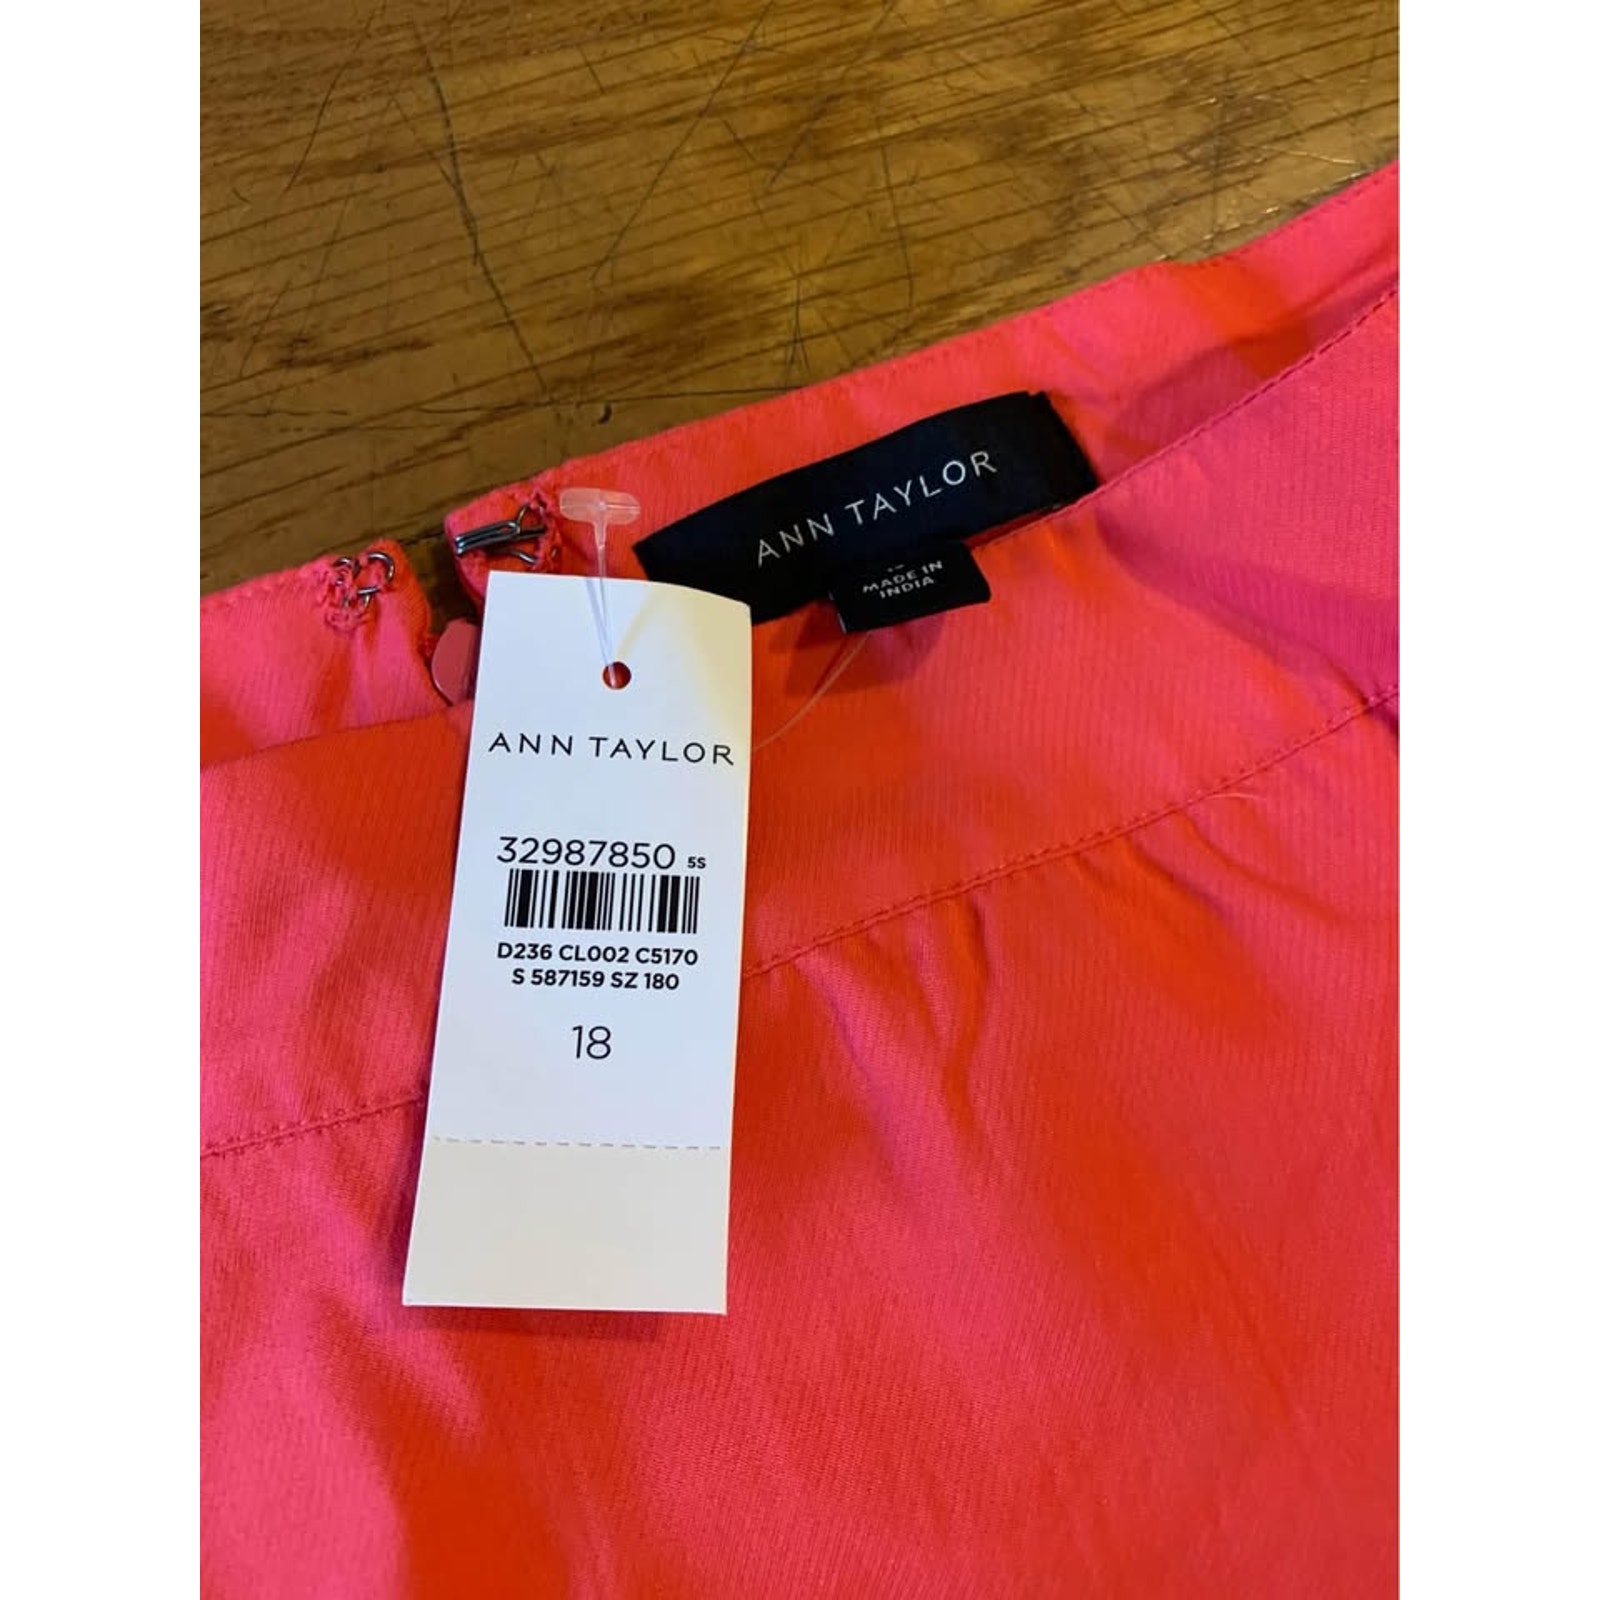 ANN TAYLOR
MADE IN
INDIA
ANN TAYLOR
32987850 5S
D236 CL002 C5170
S 587159 SZ 180
18